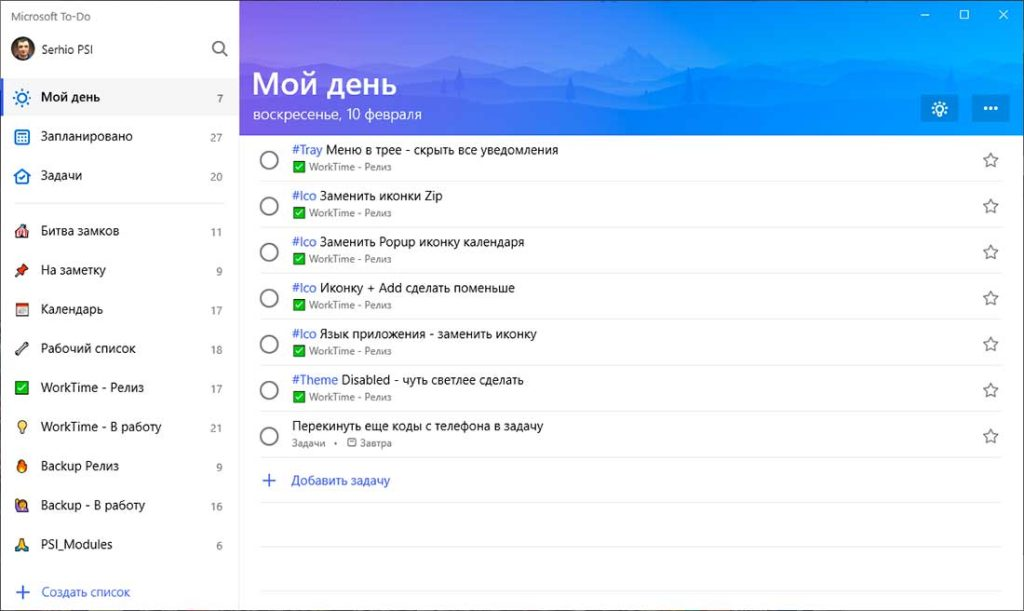 Microsoft To-Do
Serhio PSI
Мой день 7
Запланировано 27
Задачи 20
Битва замков 11
На заметку 9
Календарь 17
Рабочий список 18
WorkTime - Релиз 17
WorkTime - В работу 21
Backup Релиз 9
Backup - В работу 16
PSI_Modules 6
Создать список
Мой день
воскресенье, 10 февраля
#Tray Меню в трее - скрыть все уведомления
WorkTime - Релиз
#Ico Заменить иконки Zip
WorkTime - Релиз
#Ico Заменить Popup иконку календаря
WorkTime - Релиз
#Ico Иконку + Add сделать поменьше
WorkTime - Релиз
#Ico Язык приложения - заменить иконку
WorkTime - Релиз
#Theme Disabled - чуть светлее сделать
WorkTime - Релиз
Перекинуть еще коды с телефона в задачу
Задачи • Завтра
Добавить задачу